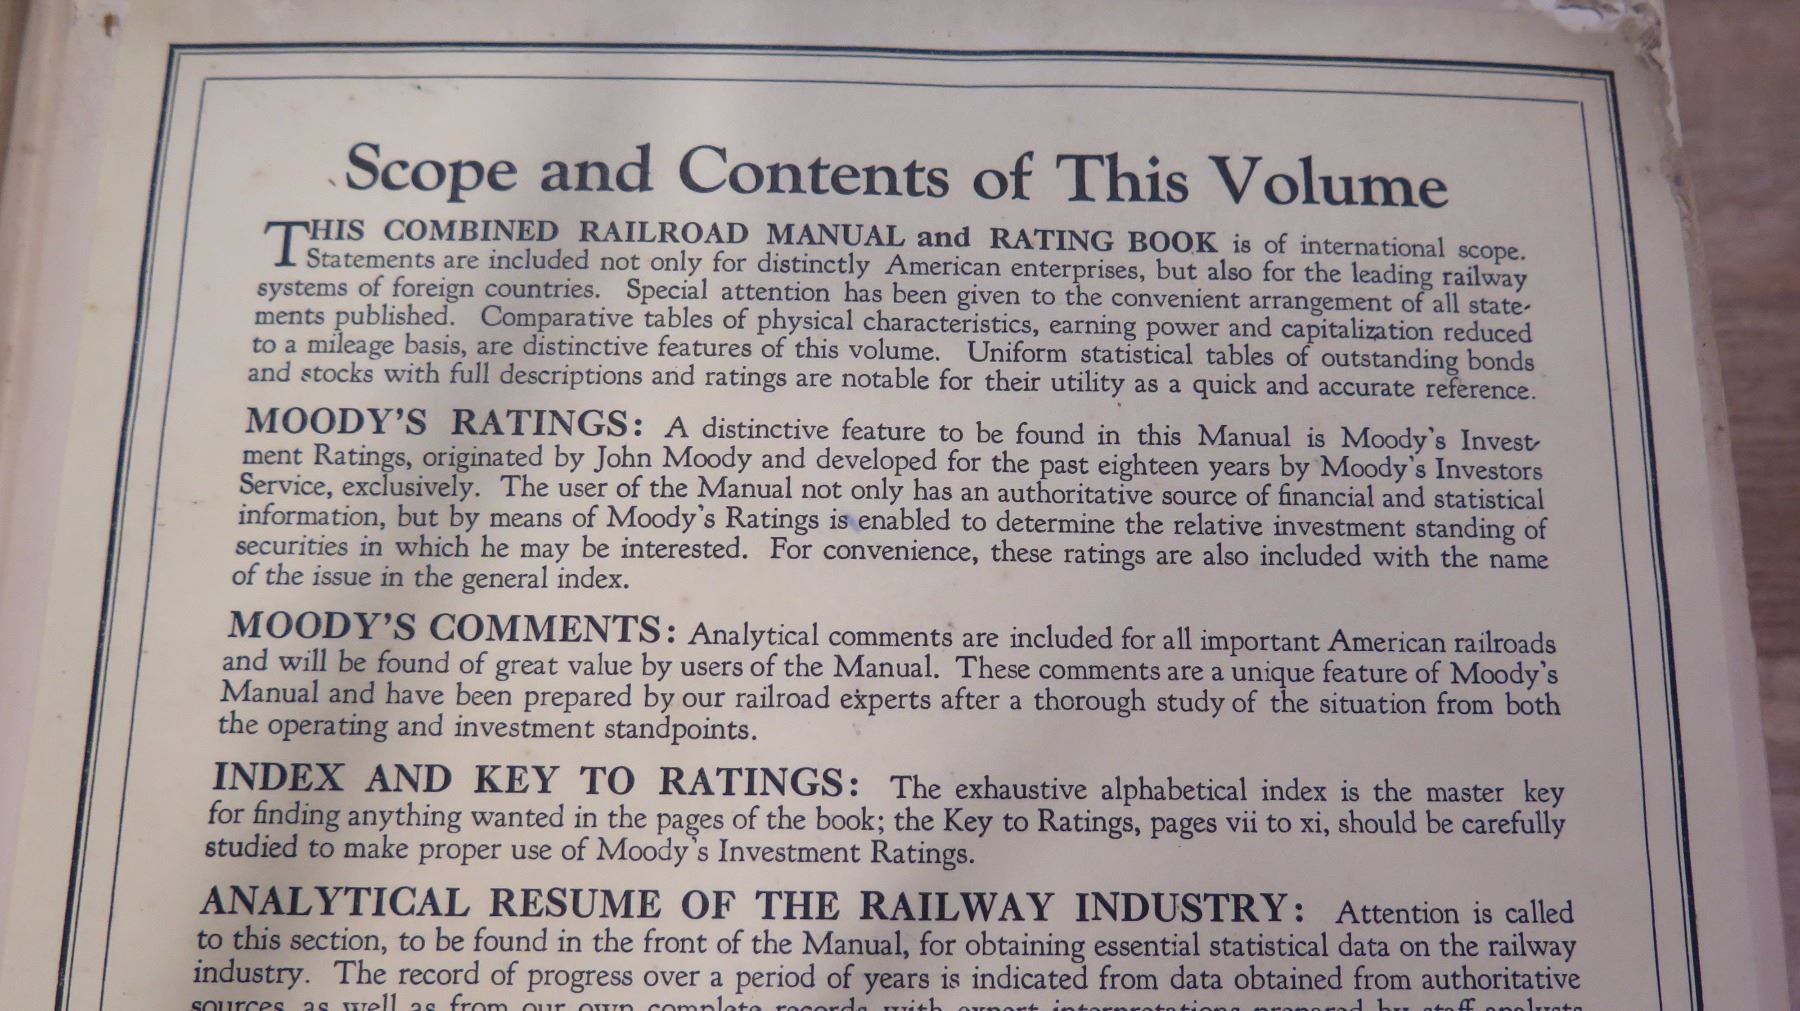 Scope and Contents of This Volume
THIS COMBINED RAILROAD MANUAL and RATING BOOK is of international scope.
Statements are included not only for distinctly American enterprises, but also for the leading railway
systems of foreign countries. Special attention has been given to the convenient arrangement of all state-
ments published. Comparative tables of physical characteristics, earning power and capitalization reduced
to a mileage basis, are distinctive features of this volume. Uniform statistical tables of outstanding bonds
and stocks with full descriptions and ratings are notable for their utility as a quick and accurate reference.
MOODY'S RATINGS: A distinctive feature to be found in this Manual is Moody's Invest-
ment Ratings, originated by John Moody and developed for the past eighteen years by Moody's Investors
Service, exclusively. The user of the Manual not only has an authoritative source of financial and statistical
information, but by means of Moody's Ratings is enabled to determine the relative investment standing of
securities in which he may be interested. For convenience, these ratings are also included with the name
of the issue in the general index.
MOODY'S COMMENTS: Analytical comments are included for all important American railroads
and will be found of great value by users of the Manual. These comments are a unique feature of Moody's
Manual and have been prepared by our railroad experts after a thorough study of the situation from both
the operating and investment standpoints.
INDEX AND KEY TO RATINGS: The exhaustive alphabetical index is the master key
for finding anything wanted in the pages of the book; the Key to Ratings, pages vii to xi, should be carefully
studied to make proper use of Moody's Investment Ratings.
ANALYTICAL RESUME OF THE RAILWAY INDUSTRY: Attention is called
to this section, to be found in the front of the Manual, for obtaining essential statistical data on the railway
industry. The record of progress over a period of years is indicated from data obtained from authoritative
sources, as well as from our own complete records with expert interpretations prepared by staff analysts